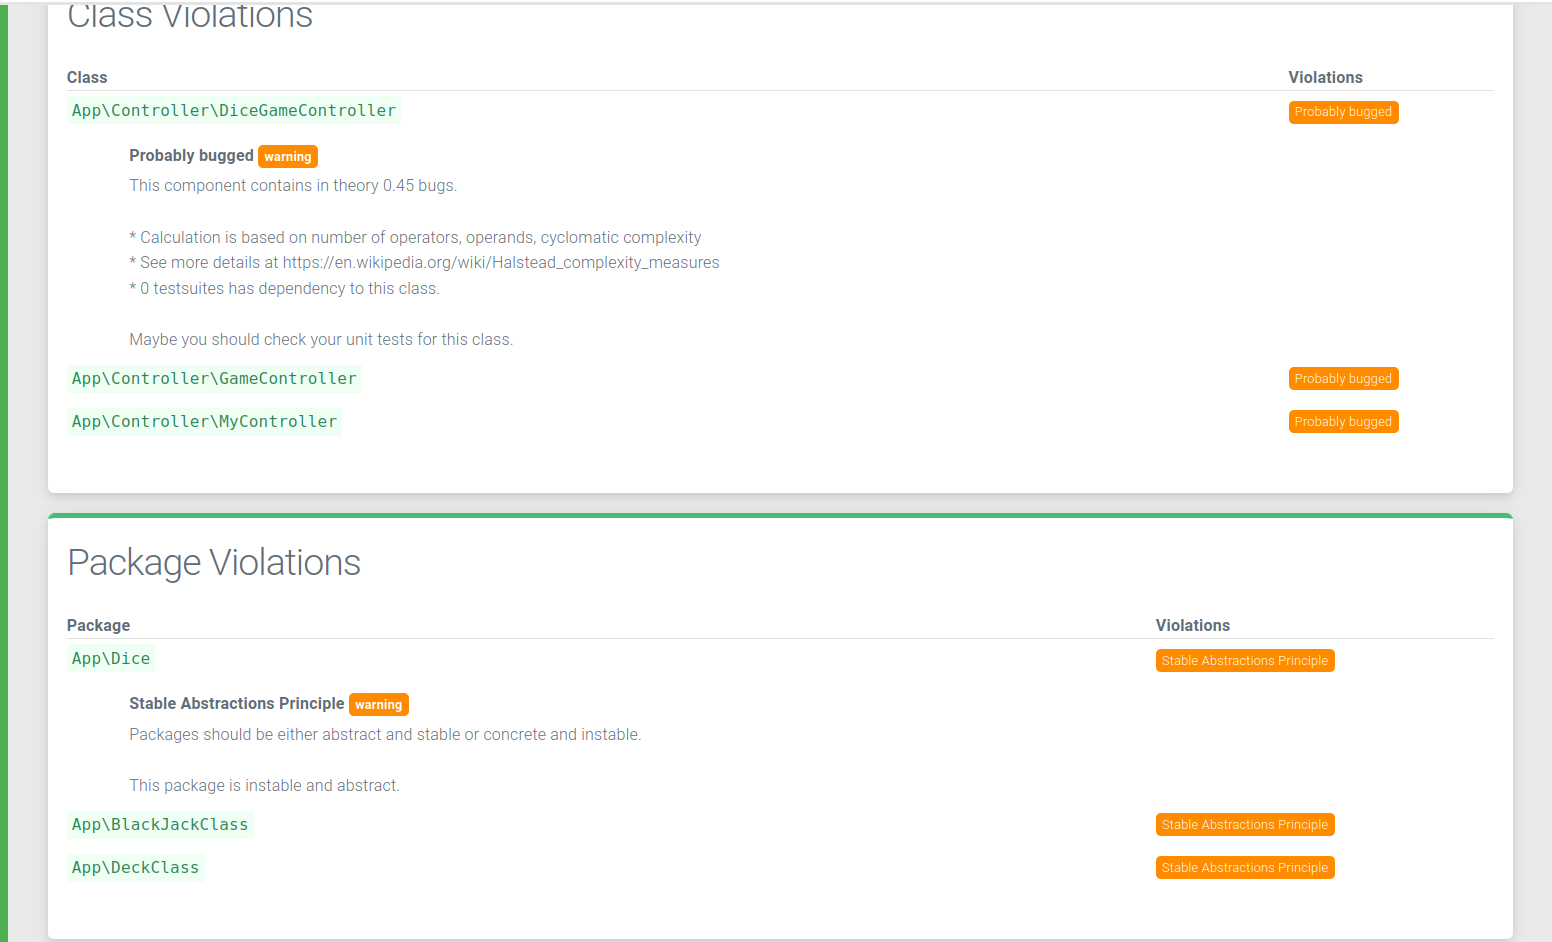 Class Violations
Class Violations
App\Controller\DiceGameController Probably bugged
Probably bugged warning
This component contains in theory 0.45 bugs.
* Calculation is based on number of operators, operands, cyclomatic complexity
* See more details at https://en.wikipedia.org/wiki/Halstead_complexity_measures
* 0 testsuites has dependency to this class.
Maybe you should check your unit tests for this class.
App\Controller\GameController Probably bugged
App\Controller\MyController Probably bugged
Package Violations
Package Violations
App\Dice Stable Abstractions Principle
Stable Abstractions Principle warning
Packages should be either abstract and stable or concrete and instable.
This package is instable and abstract.
App\BlackJackClass Stable Abstractions Principle
App\DeckClass Stable Abstractions Principle